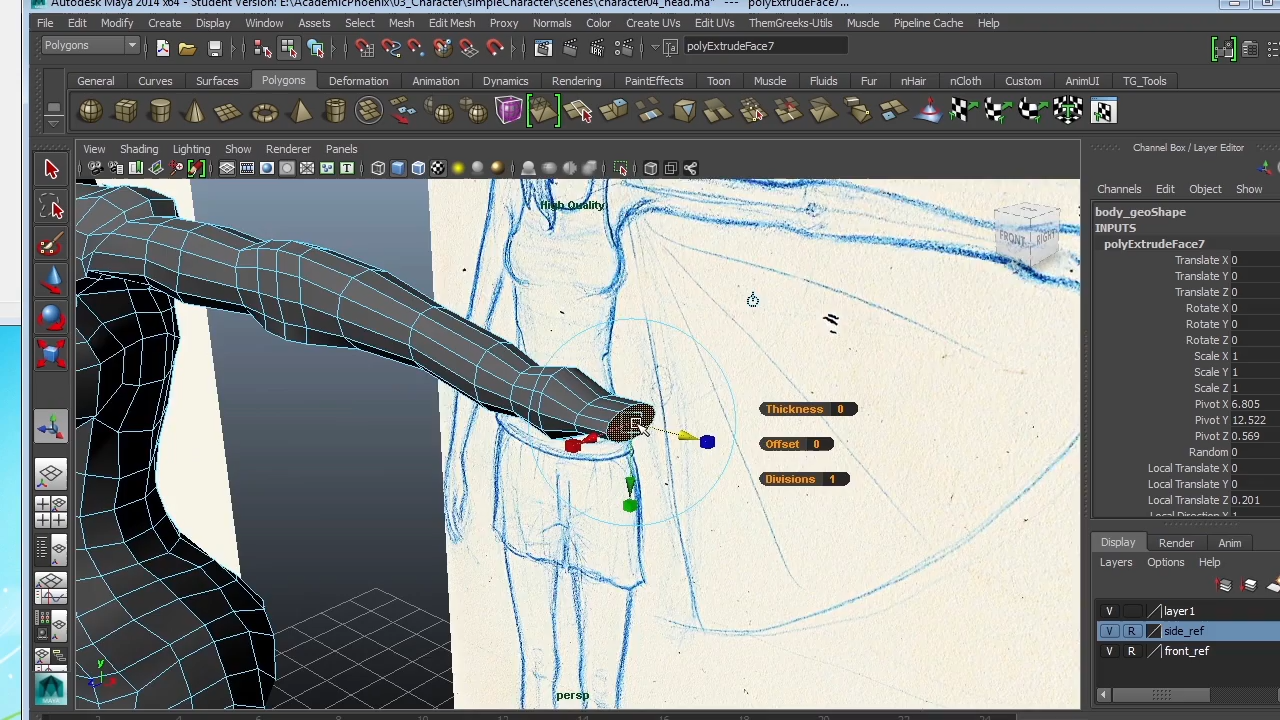 Autodesk Maya 2014 x64 - Student Version: E:\AcademicPhoenix\03_Character\simpleCharacter\scenes\character04_head.ma* --- polyExtrudeFace7...
File Edit Modify Create Display Window Assets Select Mesh Edit Mesh Proxy Normals Color Create UVs Edit UVs ThemGreeks-Utils Muscle Pipeline Cache Help
Polygons polyExtrudeFace7
General Curves Surfaces Polygons Deformation Animation Dynamics Rendering PaintEffects Toon Muscle Fluids Fur nHair nCloth Custom AnimUI TG_Tools
View Shading Lighting Show Renderer Panels
High Quality
FRONT RIGHT
Thickness 0
Offset 0
Divisions 1
persp
y
Channel Box / Layer Editor
Channels Edit Object Show
body_geoShape
INPUTS
polyExtrudeFace7
Translate X 0
Translate Y 0
Translate Z 0
Rotate X 0
Rotate Y 0
Rotate Z 0
Scale X 1
Scale Y 1
Scale Z 1
Pivot X 6.805
Pivot Y 12.522
Pivot Z 0.569
Random 0
Local Translate X 0
Local Translate Y 0
Local Translate Z 0.201
Local Direction X 1
Display Render Anim
Layers Options Help
V layer1
V R side_ref
V R front_ref